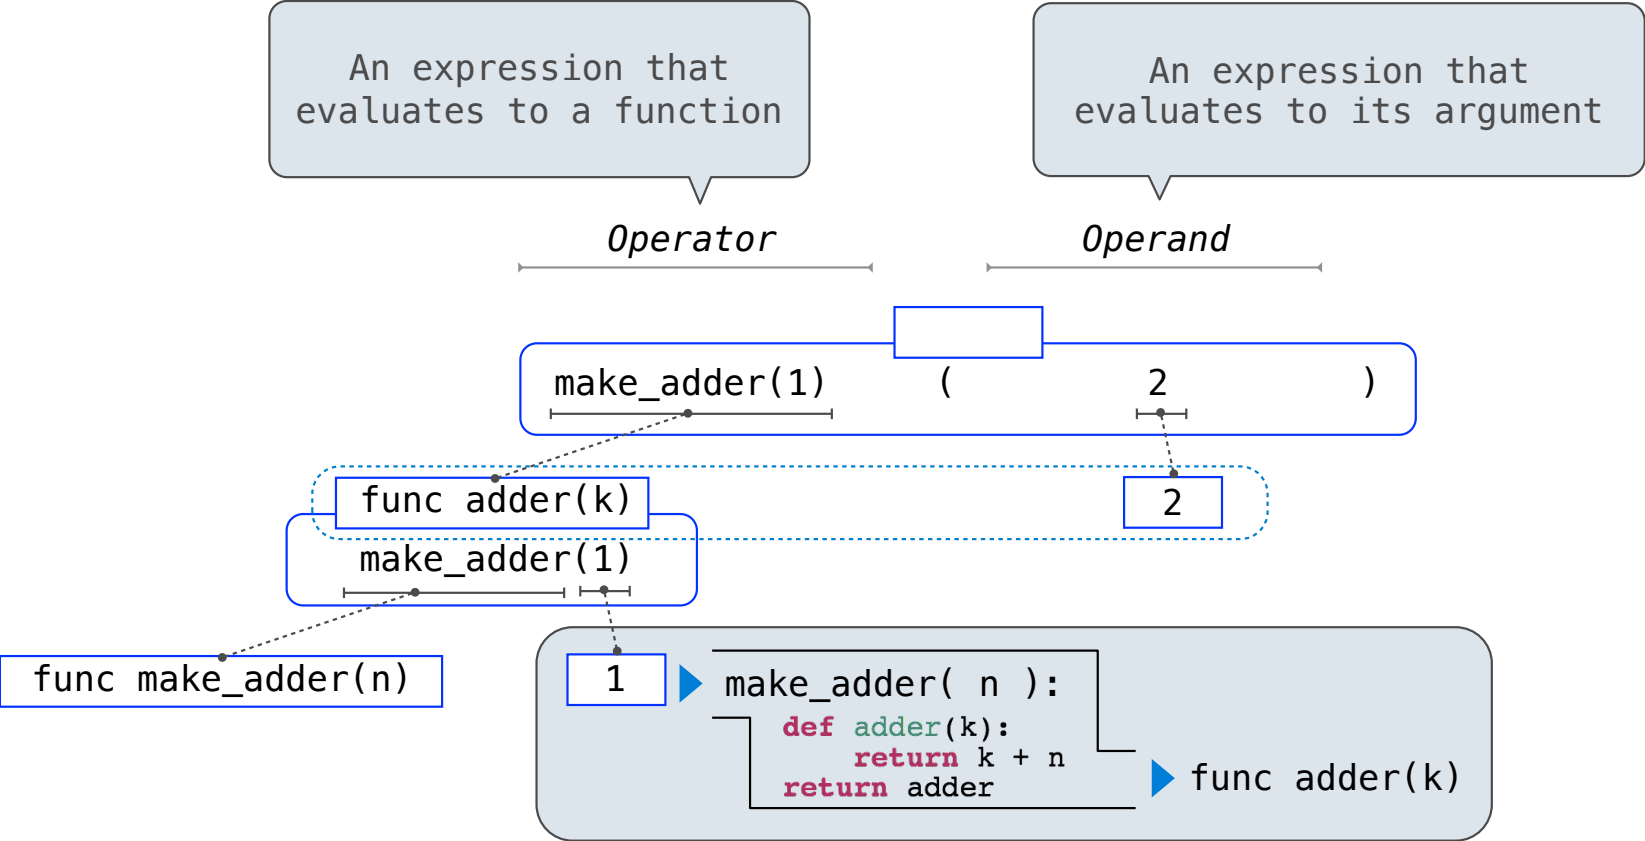 An expression that
evaluates to a function
An expression that
evaluates to its argument
Operator
Operand
make_adder(1) ( 2 )
func adder(k)
2
make_adder(1)
func make_adder(n)
1
make_adder( n ):
def adder(k):
return k + n
return adder
func adder(k)